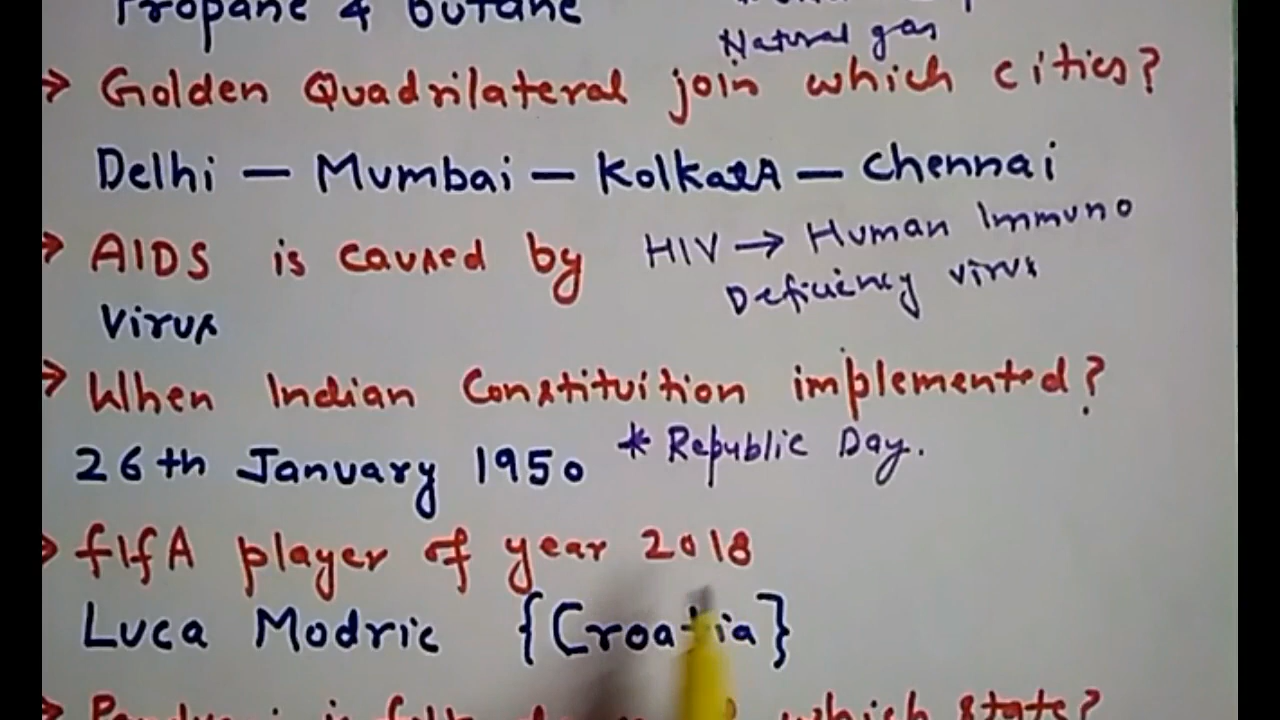 Propane & Butane
Natural gas
→ Golden Quadrilateral join which cities?
Delhi — Mumbai — Kolkata — Chennai
→ AIDS is caused by HIV → Human Immuno
Deficiency virus
Virus
→ When Indian Constituition implemented?
26th January 1950 * Republic Day.
→ fIfA player of year 2018
Luca Modric {Croatia}
which state?